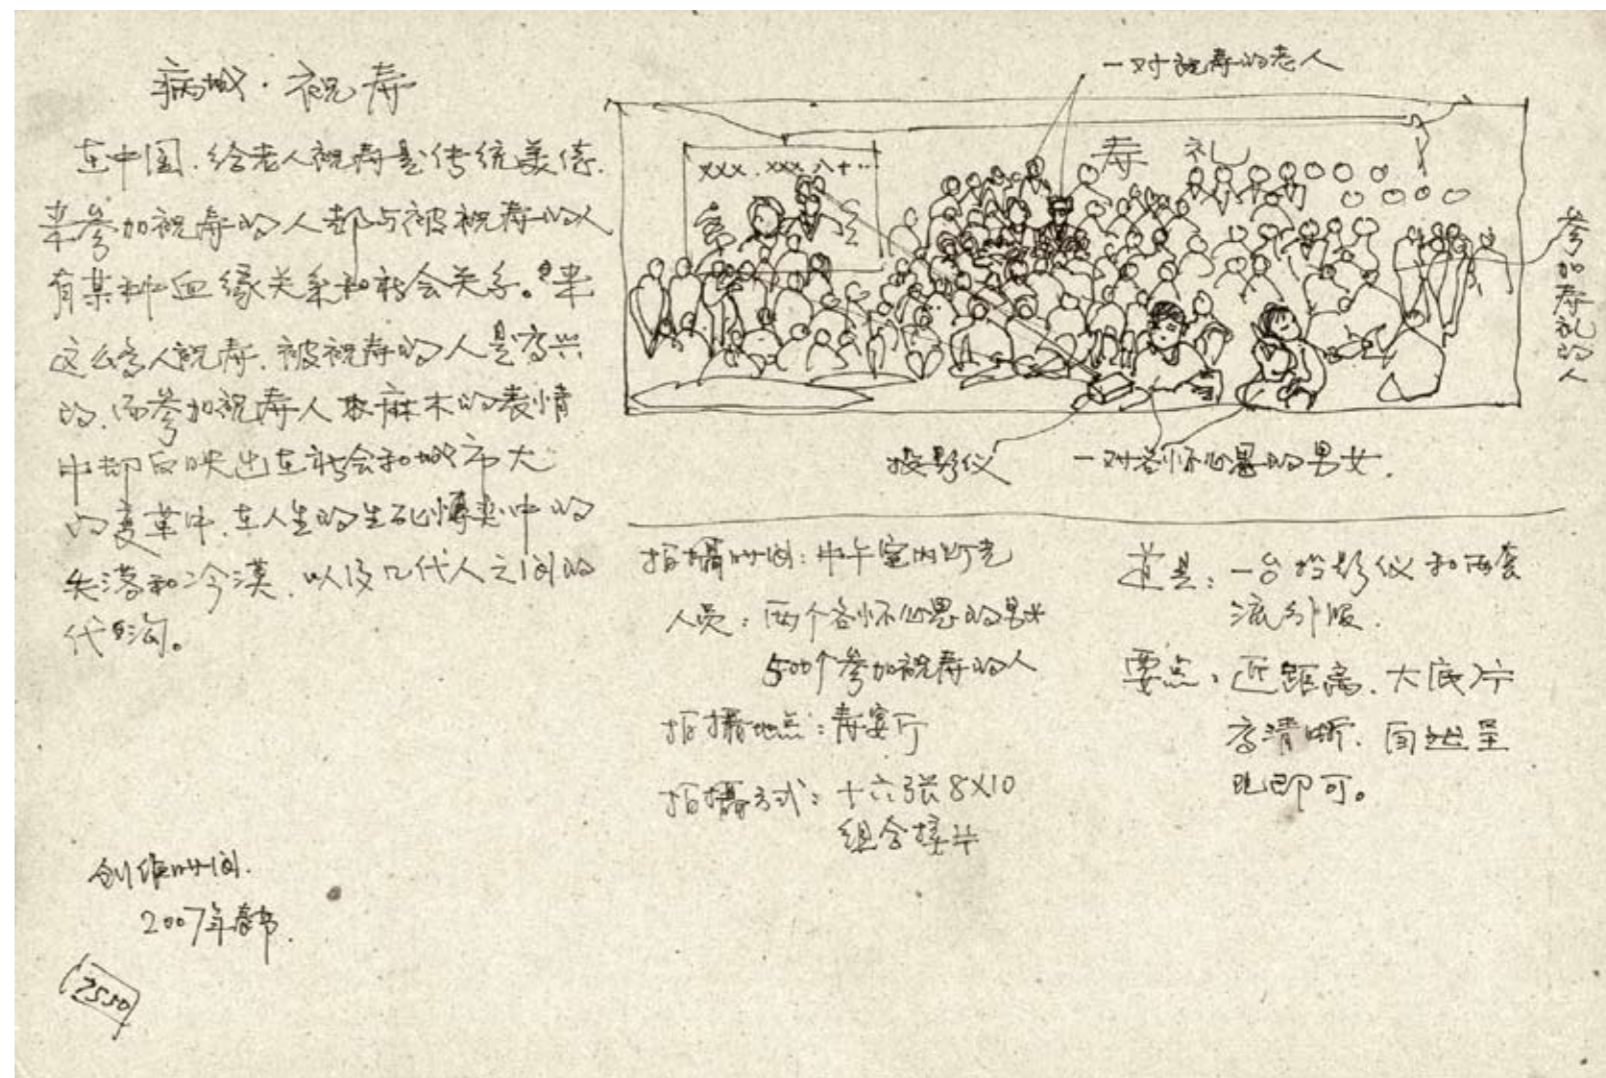 病城·祝寿
在中国,给老人祝寿是传统美德.
来参加祝寿的人都与被祝寿的人
有某种血缘关系和社会关系。来
这么多人祝寿,被祝寿的人是高兴
的,而参加祝寿人麻木的表情
中却反映出在社会和城市大
的变革中,在人生的生死博弈中的
失落和冷漠,以及几代人之间的
代沟。
创作时间.
2007年春节.
一对祝寿的老人
寿 礼
xxx.xxx八十…
参加寿礼的人
投影仪
一对各怀心思的男女.
拍摄时间:中午室内灯光
人员:两个各怀心思的男女
500个参加祝寿的人
拍摄地点:寿宴厅
拍摄方式:十六张8X10
组合接片
道具:一台投影仪和两套
流外服.
要点:近距离.大底片
高清晰.自然呈
现即可。